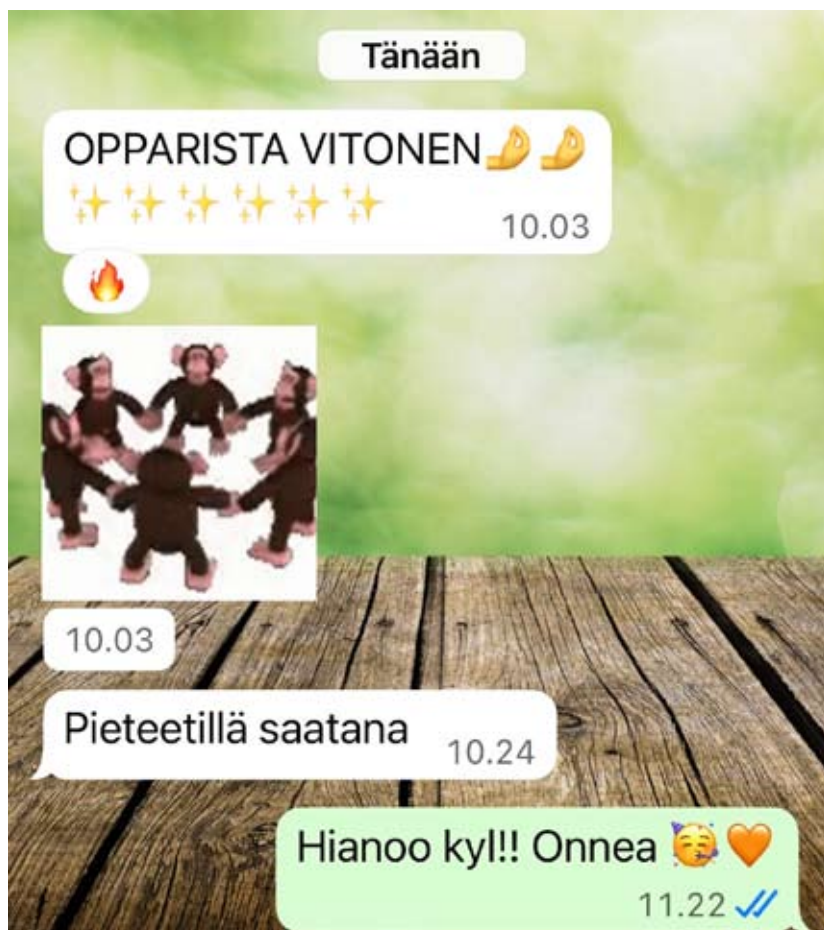 Tänään
OPPARISTA VITONEN🤌🤌
✨✨✨✨✨✨ 10.03
🔥
10.03
Pieteetillä saatana 10.24
Hianoo kyl!! Onnea 🥳🧡
11.22